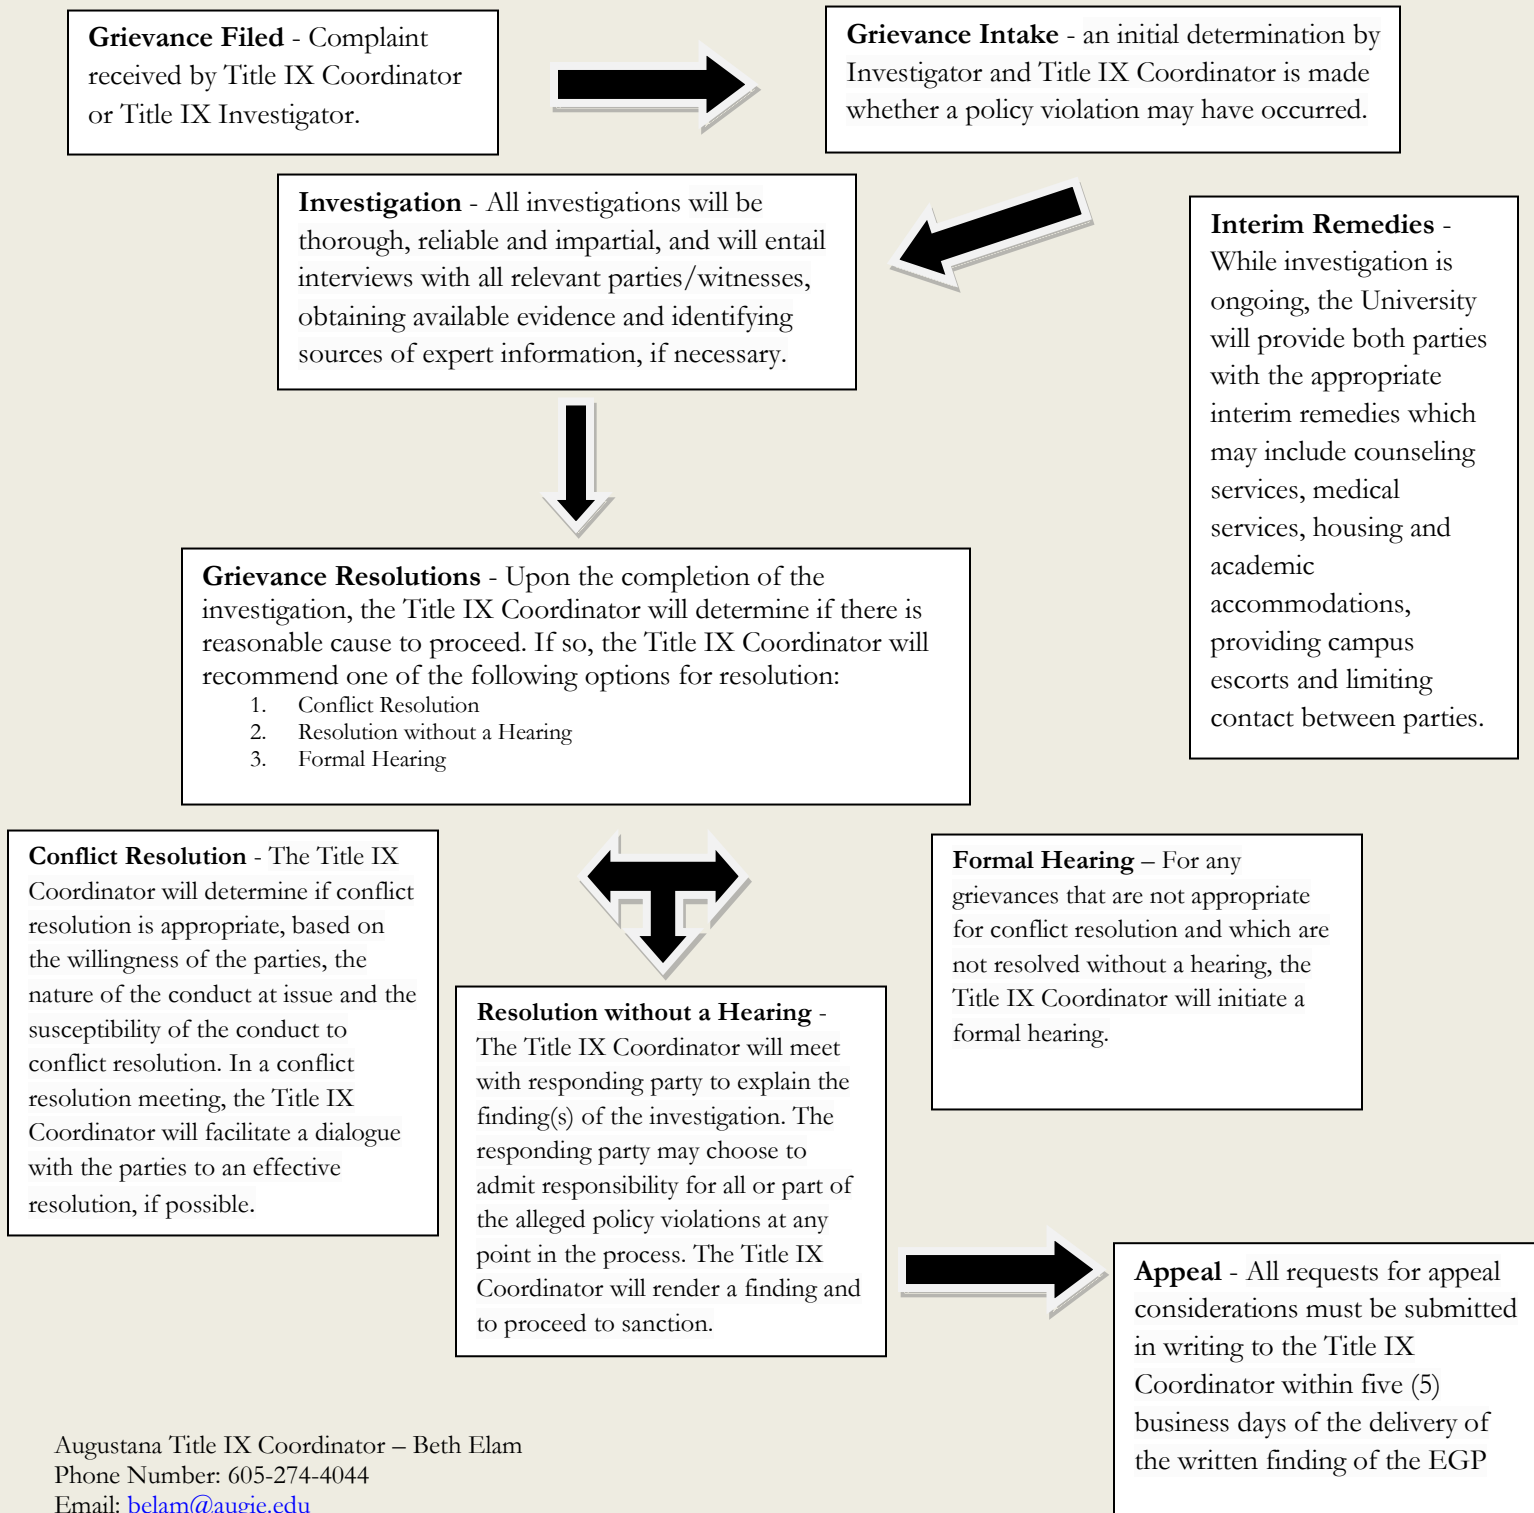 Grievance Filed - Complaint
received by Title IX Coordinator
or Title IX Investigator.
Grievance Intake - an initial determination by
Investigator and Title IX Coordinator is made
whether a policy violation may have occurred.
Investigation - All investigations will be
thorough, reliable and impartial, and will entail
interviews with all relevant parties/witnesses,
obtaining available evidence and identifying
sources of expert information, if necessary.
Interim Remedies -
While investigation is
ongoing, the University
will provide both parties
with the appropriate
interim remedies which
may include counseling
services, medical
services, housing and
academic
accommodations,
providing campus
escorts and limiting
contact between parties.
Grievance Resolutions - Upon the completion of the
investigation, the Title IX Coordinator will determine if there is
reasonable cause to proceed. If so, the Title IX Coordinator will
recommend one of the following options for resolution:
1. Conflict Resolution
2. Resolution without a Hearing
3. Formal Hearing
Conflict Resolution - The Title IX
Coordinator will determine if conflict
resolution is appropriate, based on
the willingness of the parties, the
nature of the conduct at issue and the
susceptibility of the conduct to
conflict resolution. In a conflict
resolution meeting, the Title IX
Coordinator will facilitate a dialogue
with the parties to an effective
resolution, if possible.
Resolution without a Hearing -
The Title IX Coordinator will meet
with responding party to explain the
finding(s) of the investigation. The
responding party may choose to
admit responsibility for all or part of
the alleged policy violations at any
point in the process. The Title IX
Coordinator will render a finding and
to proceed to sanction.
Formal Hearing – For any
grievances that are not appropriate
for conflict resolution and which are
not resolved without a hearing, the
Title IX Coordinator will initiate a
formal hearing.
Appeal - All requests for appeal
considerations must be submitted
in writing to the Title IX
Coordinator within five (5)
business days of the delivery of
the written finding of the EGP
Augustana Title IX Coordinator – Beth Elam
Phone Number: 605-274-4044
Email: belam@augie.edu